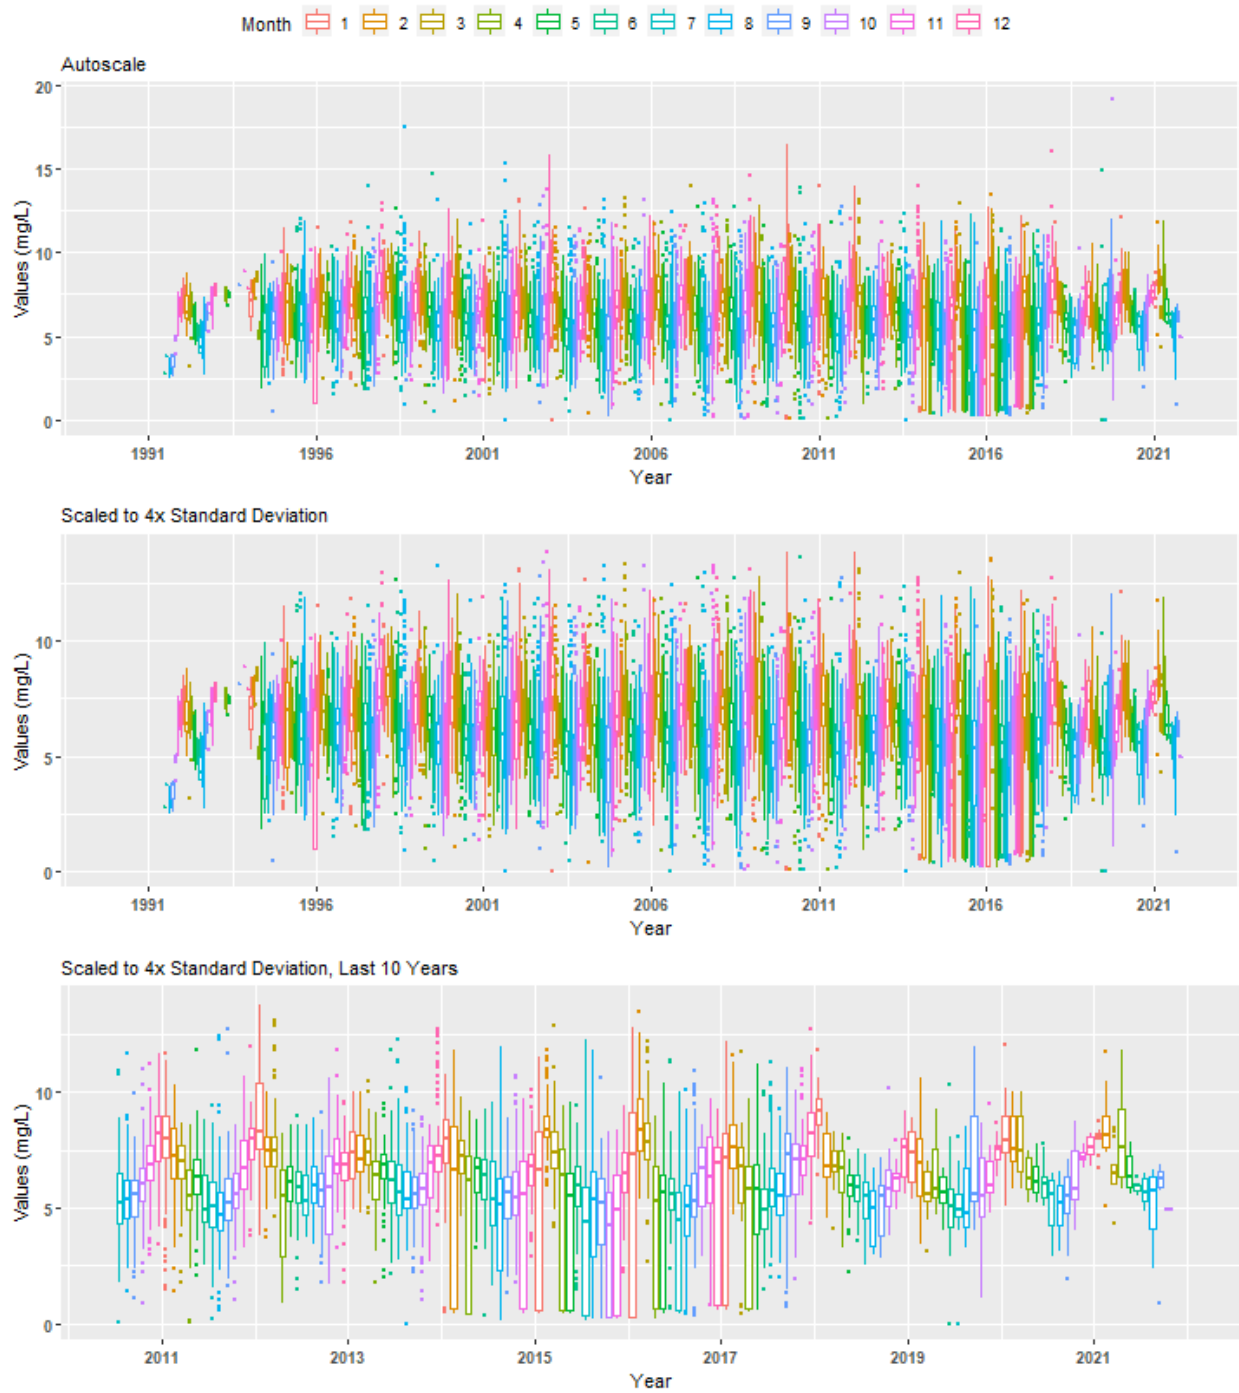 Month 1 2 3 4 5 6 7 8 9 10 11 12
Autoscale
Values (mg/L)
20
15
10
5
0
1991 1996 2001 2006 2011 2016 2021
Year
Scaled to 4x Standard Deviation
Values (mg/L)
10
5
0
1991 1996 2001 2006 2011 2016 2021
Year
Scaled to 4x Standard Deviation, Last 10 Years
Values (mg/L)
10
5
0
2011 2013 2015 2017 2019 2021
Year